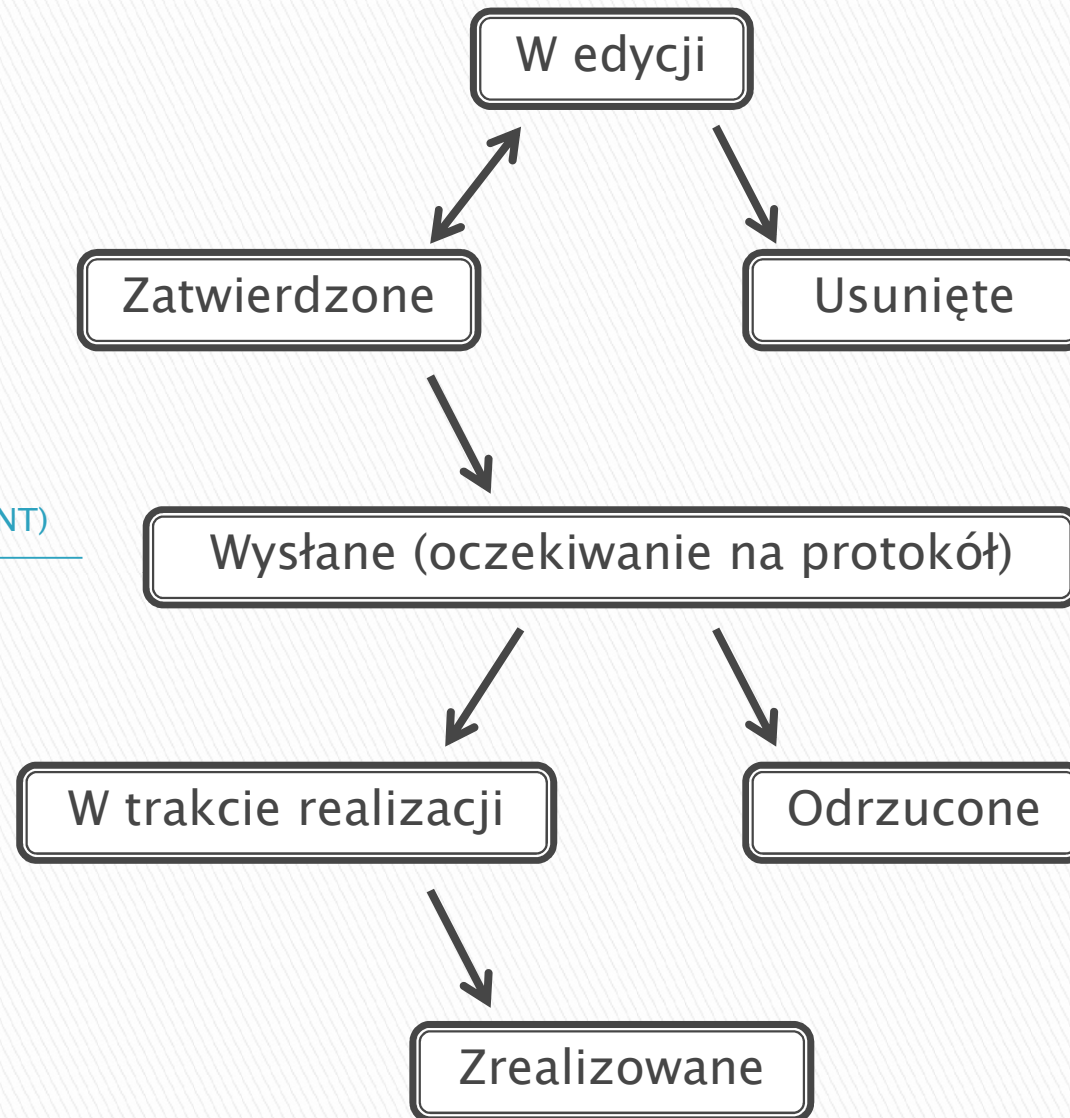 W edycji
Zatwierdzone
Usunięte
NT)
Wysłane (oczekiwanie na protokół)
W trakcie realizacji
Odrzucone
Zrealizowane